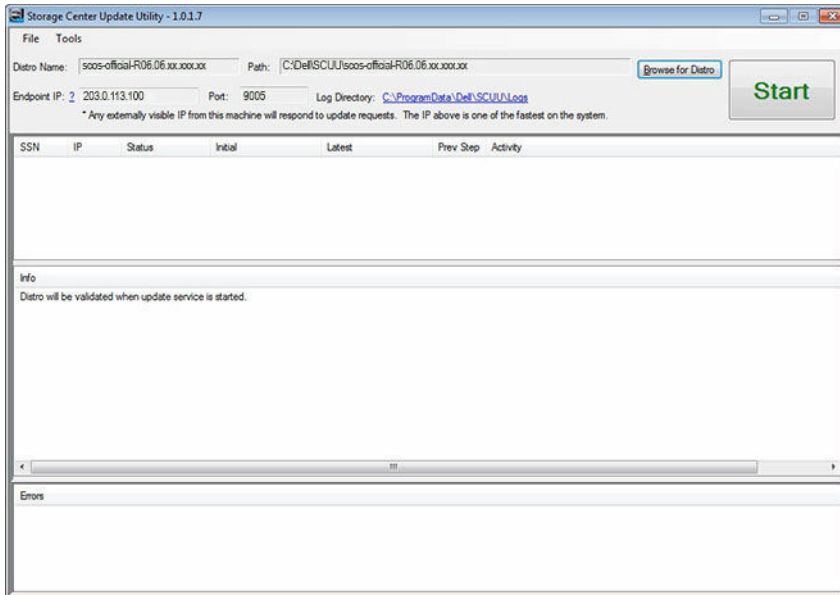 Storage Center Update Utility - 1.0.1.7
File Tools
Distro Name: scos-official-R06.06.xx.xxx.xx Path: C:\Dell\SCUU\scos-official-R06.06.xx.xxx.xx Browse for Distro
Start
Endpoint IP: ? 203.0.113.100 Port: 9005 Log Directory: C:\ProgramData\Dell\SCUU\Logs
* Any externally visible IP from this machine will respond to update requests. The IP above is one of the fastest on the system.
SSN IP Status Initial Latest Prev Step Activity
Info
Distro will be validated when update service is started.
Errors